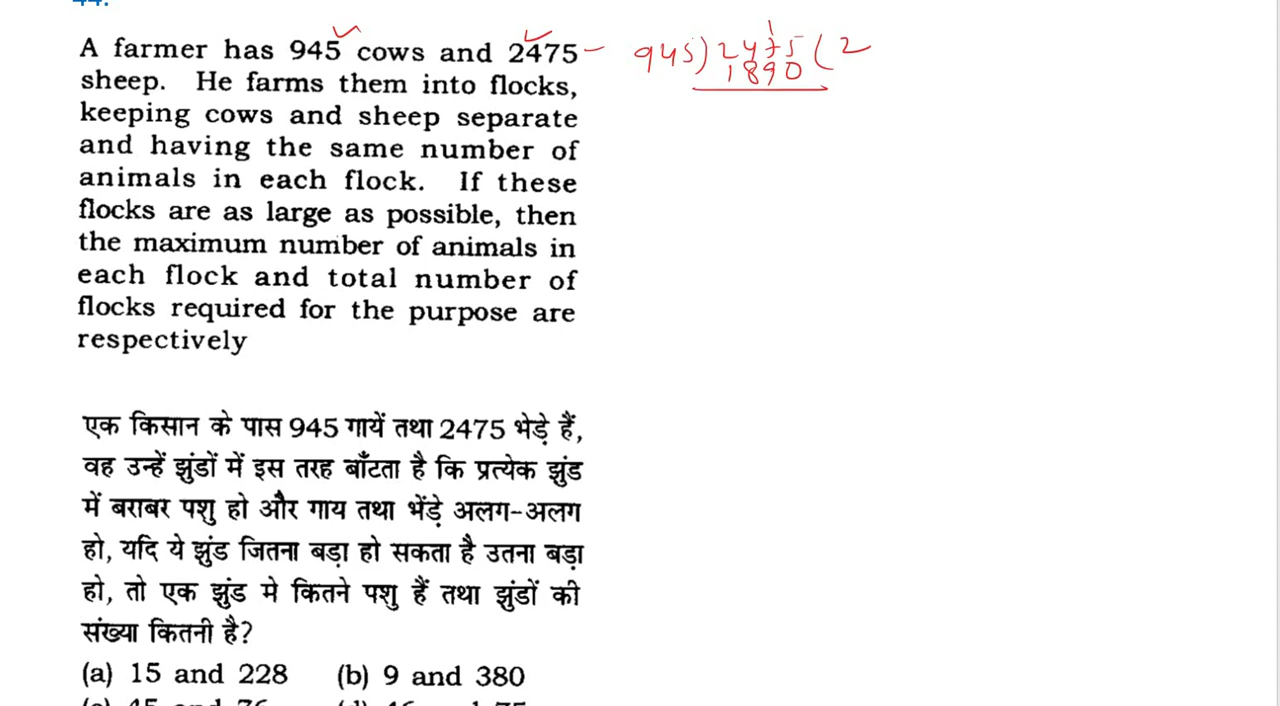 44.
A farmer has 945 cows and 2475
sheep. He farms them into flocks,
keeping cows and sheep separate
and having the same number of
animals in each flock. If these
flocks are as large as possible, then
the maximum number of animals in
each flock and total number of
flocks required for the purpose are
respectively
945) 2475 ( 2
1890
एक किसान के पास 945 गायें तथा 2475 भेड़े हैं,
वह उन्हें झुंडों में इस तरह बाँटता है कि प्रत्येक झुंड
में बराबर पशु हो और गाय तथा भेंड़े अलग-अलग
हो, यदि ये झुंड जितना बड़ा हो सकता है उतना बड़ा
हो, तो एक झुंड मे कितने पशु हैं तथा झुंडों की
संख्या कितनी है?
(a) 15 and 228 (b) 9 and 380